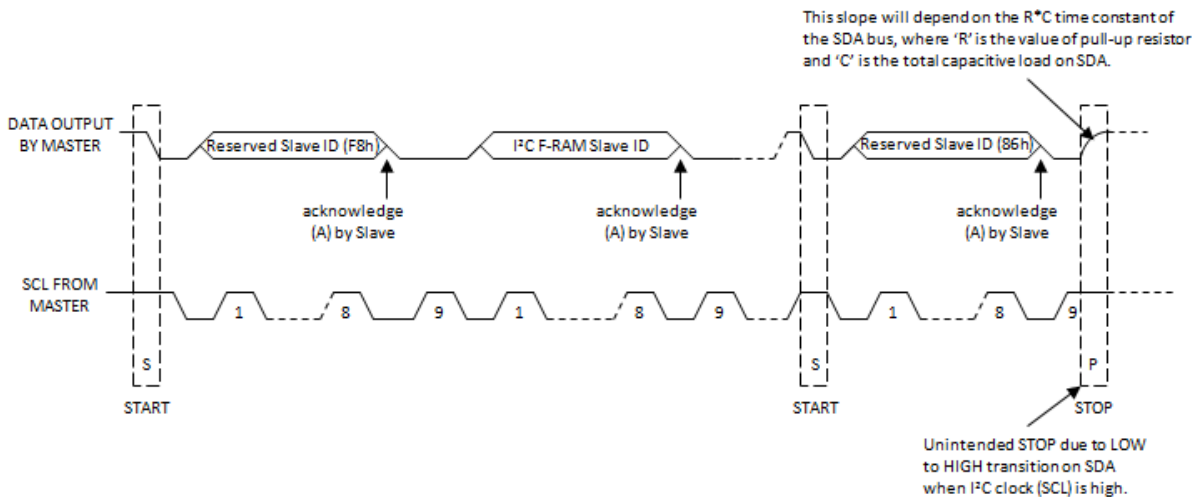 This slope will depend on the R*C time constant of
the SDA bus, where ‘R’ is the value of pull-up resistor
and ‘C’ is the total capacitive load on SDA.
DATA OUTPUT
BY MASTER
Reserved Slave ID (F8h)
I²C F-RAM Slave ID
Reserved Slave ID (86h)
acknowledge
(A) by Slave
acknowledge
(A) by Slave
acknowledge
(A) by Slave
SCL FROM
MASTER
1
8
9
1
8
9
1
8
9
S
S
P
START
START
STOP
Unintended STOP due to LOW
to HIGH transition on SDA
when I²C clock (SCL) is high.